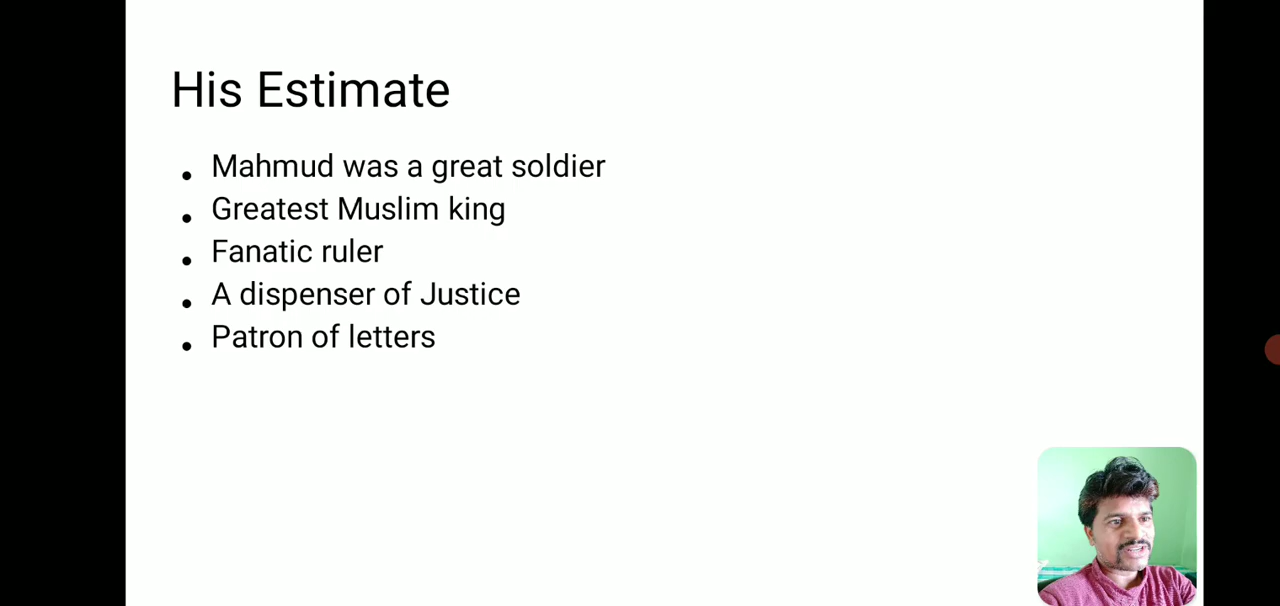 His Estimate
• Mahmud was a great soldier
• Greatest Muslim king
• Fanatic ruler
• A dispenser of Justice
• Patron of letters